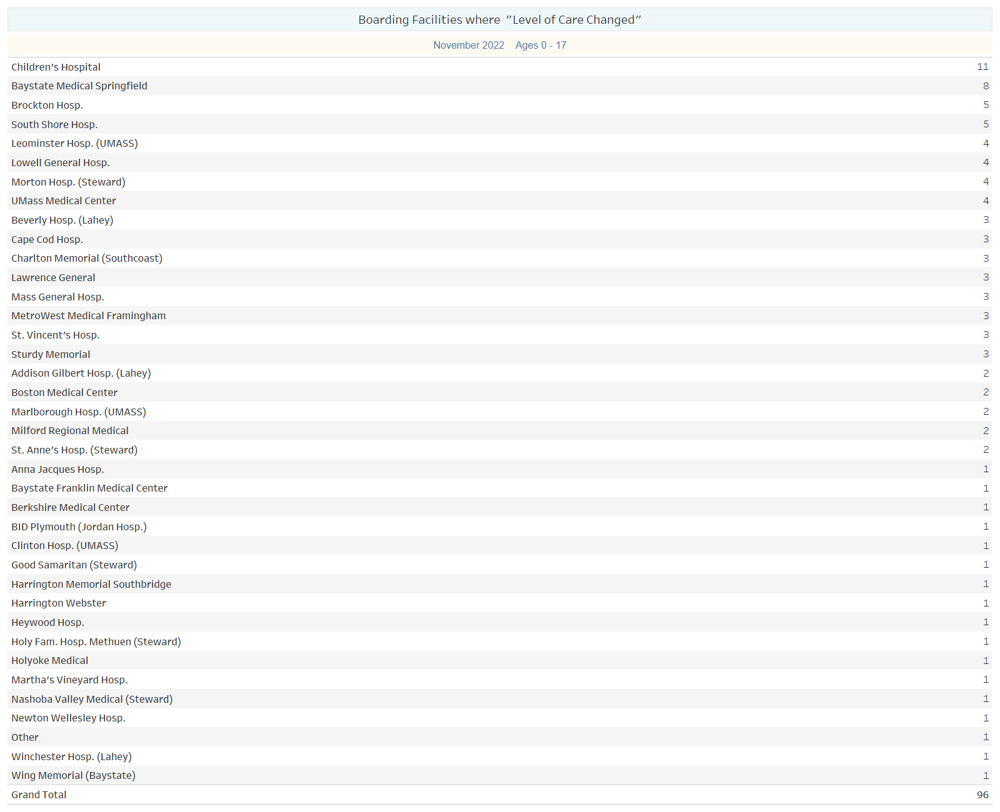 Boarding Facilities where "Level of Care Changed"
November 2022 Ages 0 - 17
Children's Hospital 11
Baystate Medical Springfield 8
Brockton Hosp. 5
South Shore Hosp. 5
Leominster Hosp. (UMASS) 4
Lowell General Hosp. 4
Morton Hosp. (Steward) 4
UMass Medical Center 4
Beverly Hosp. (Lahey) 3
Cape Cod Hosp. 3
Charlton Memorial (Southcoast) 3
Lawrence General 3
Mass General Hosp. 3
MetroWest Medical Framingham 3
St. Vincent's Hosp. 3
Sturdy Memorial 3
Addison Gilbert Hosp. (Lahey) 2
Boston Medical Center 2
Marlborough Hosp. (UMASS) 2
Milford Regional Medical 2
St. Anne's Hosp. (Steward) 2
Anna Jacques Hosp. 1
Baystate Franklin Medical Center 1
Berkshire Medical Center 1
BID Plymouth (Jordan Hosp.) 1
Clinton Hosp. (UMASS) 1
Good Samaritan (Steward) 1
Harrington Memorial Southbridge 1
Harrington Webster 1
Heywood Hosp. 1
Holy Fam. Hosp. Methuen (Steward) 1
Holyoke Medical 1
Martha's Vineyard Hosp. 1
Nashoba Valley Medical (Steward) 1
Newton Wellesley Hosp. 1
Other 1
Winchester Hosp. (Lahey) 1
Wing Memorial (Baystate) 1
Grand Total 96